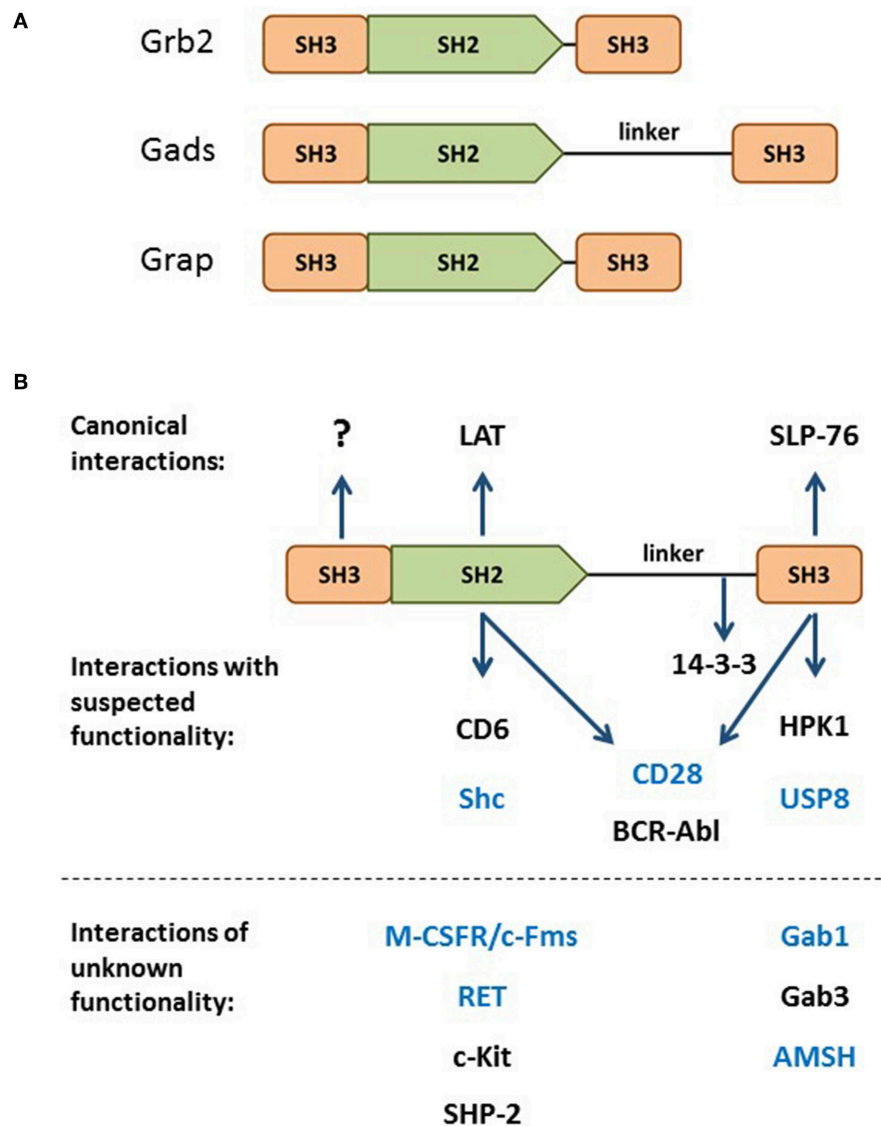 A
Grb2 SH3 SH2 SH3
linker
Gads SH3 SH2 SH3
Grap SH3 SH2 SH3
B
Canonical
interactions:
? LAT SLP-76
linker
SH3 SH2 SH3
14-3-3
Interactions with
suspected
functionality:
CD6 HPK1
CD28
Shc USP8
BCR-Abl
Interactions of
unknown
functionality:
M-CSFR/c-Fms Gab1
RET Gab3
c-Kit AMSH
SHP-2